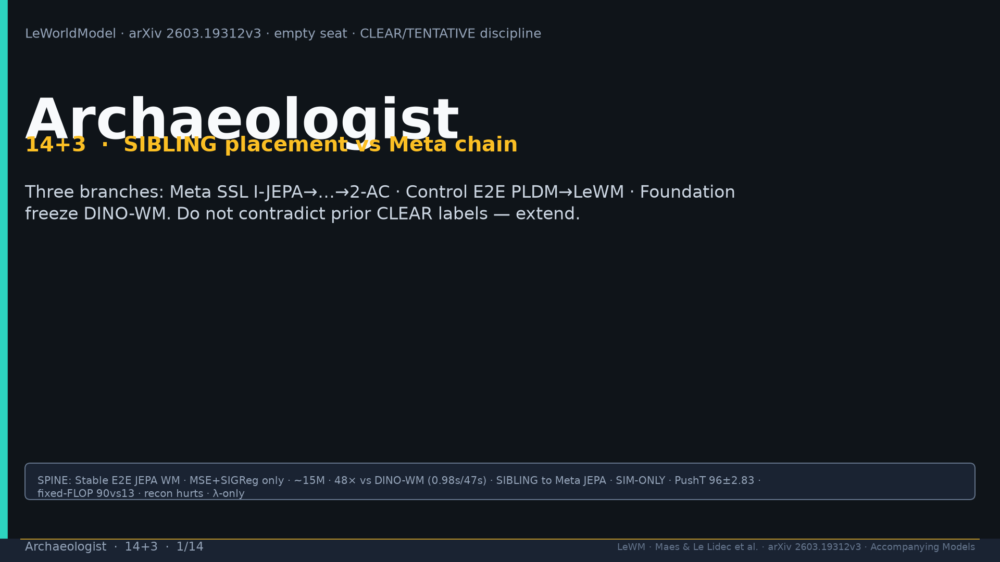 LeWorldModel · arXiv 2603.19312v3 · empty seat · CLEAR/TENTATIVE discipline
Archaeologist
14+3 · SIBLING placement vs Meta chain
Three branches: Meta SSL I-JEPA→…→2-AC · Control E2E PLDM→LeWM · Foundation
freeze DINO-WM. Do not contradict prior CLEAR labels — extend.
SPINE: Stable E2E JEPA WM · MSE+SIGReg only · ~15M · 48× vs DINO-WM (0.98s/47s) · SIBLING to Meta JEPA · SIM-ONLY · PushT 96±2.83 ·
fixed-FLOP 90vs13 · recon hurts · λ-only
Archaeologist · 14+3 · 1/14
LeWM · Maes & Le Lidec et al. · arXiv 2603.19312v3 · Accompanying Models